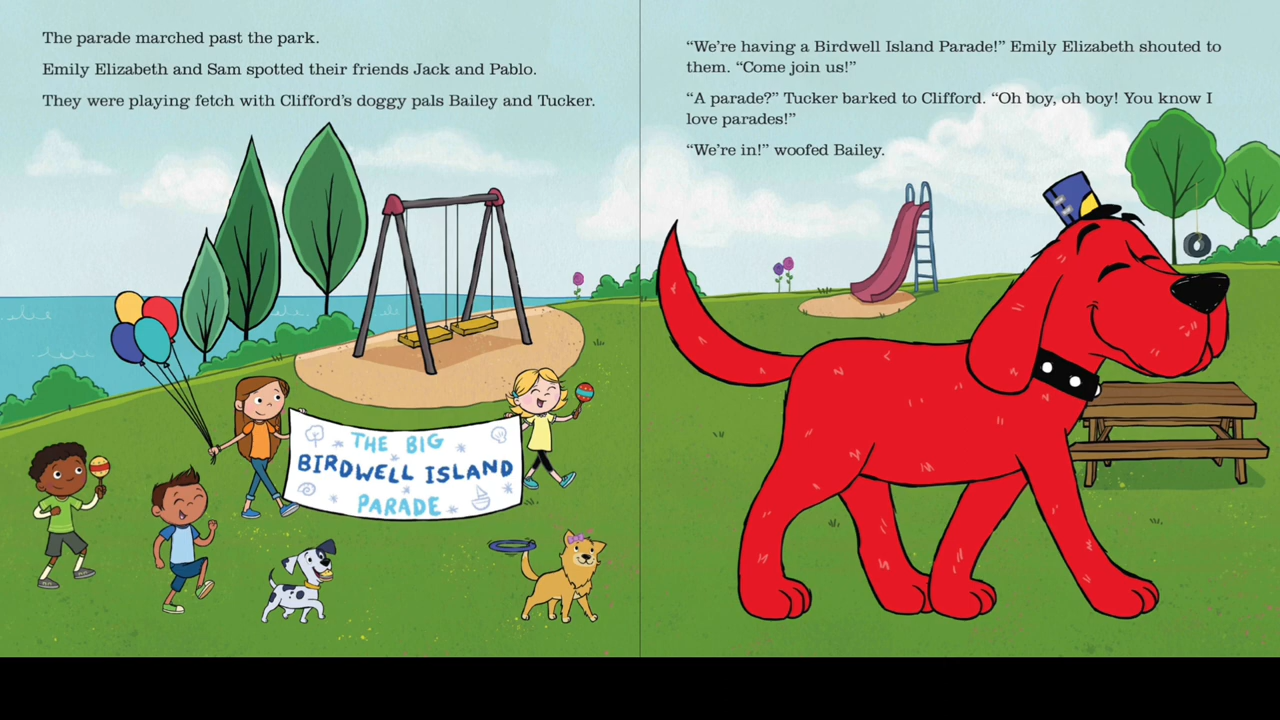 The parade marched past the park.
Emily Elizabeth and Sam spotted their friends Jack and Pablo.
They were playing fetch with Clifford’s doggy pals Bailey and Tucker.
THE BIG
BIRDWELL ISLAND
PARADE
“We’re having a Birdwell Island Parade!” Emily Elizabeth shouted to
them. “Come join us!”
“A parade?” Tucker barked to Clifford. “Oh boy, oh boy! You know I
love parades!”
“We’re in!” woofed Bailey.